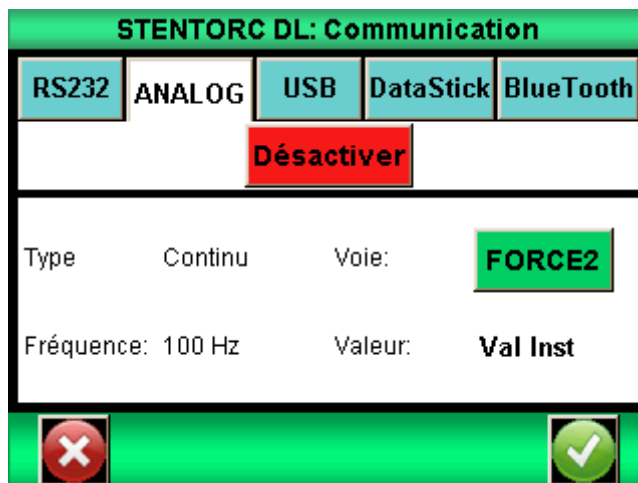 STENTORC DL: Communication
RS232 ANALOG USB DataStick BlueTooth
Désactiver
Type Continu Voie: FORCE2
Fréquence: 100 Hz Valeur: Val Inst